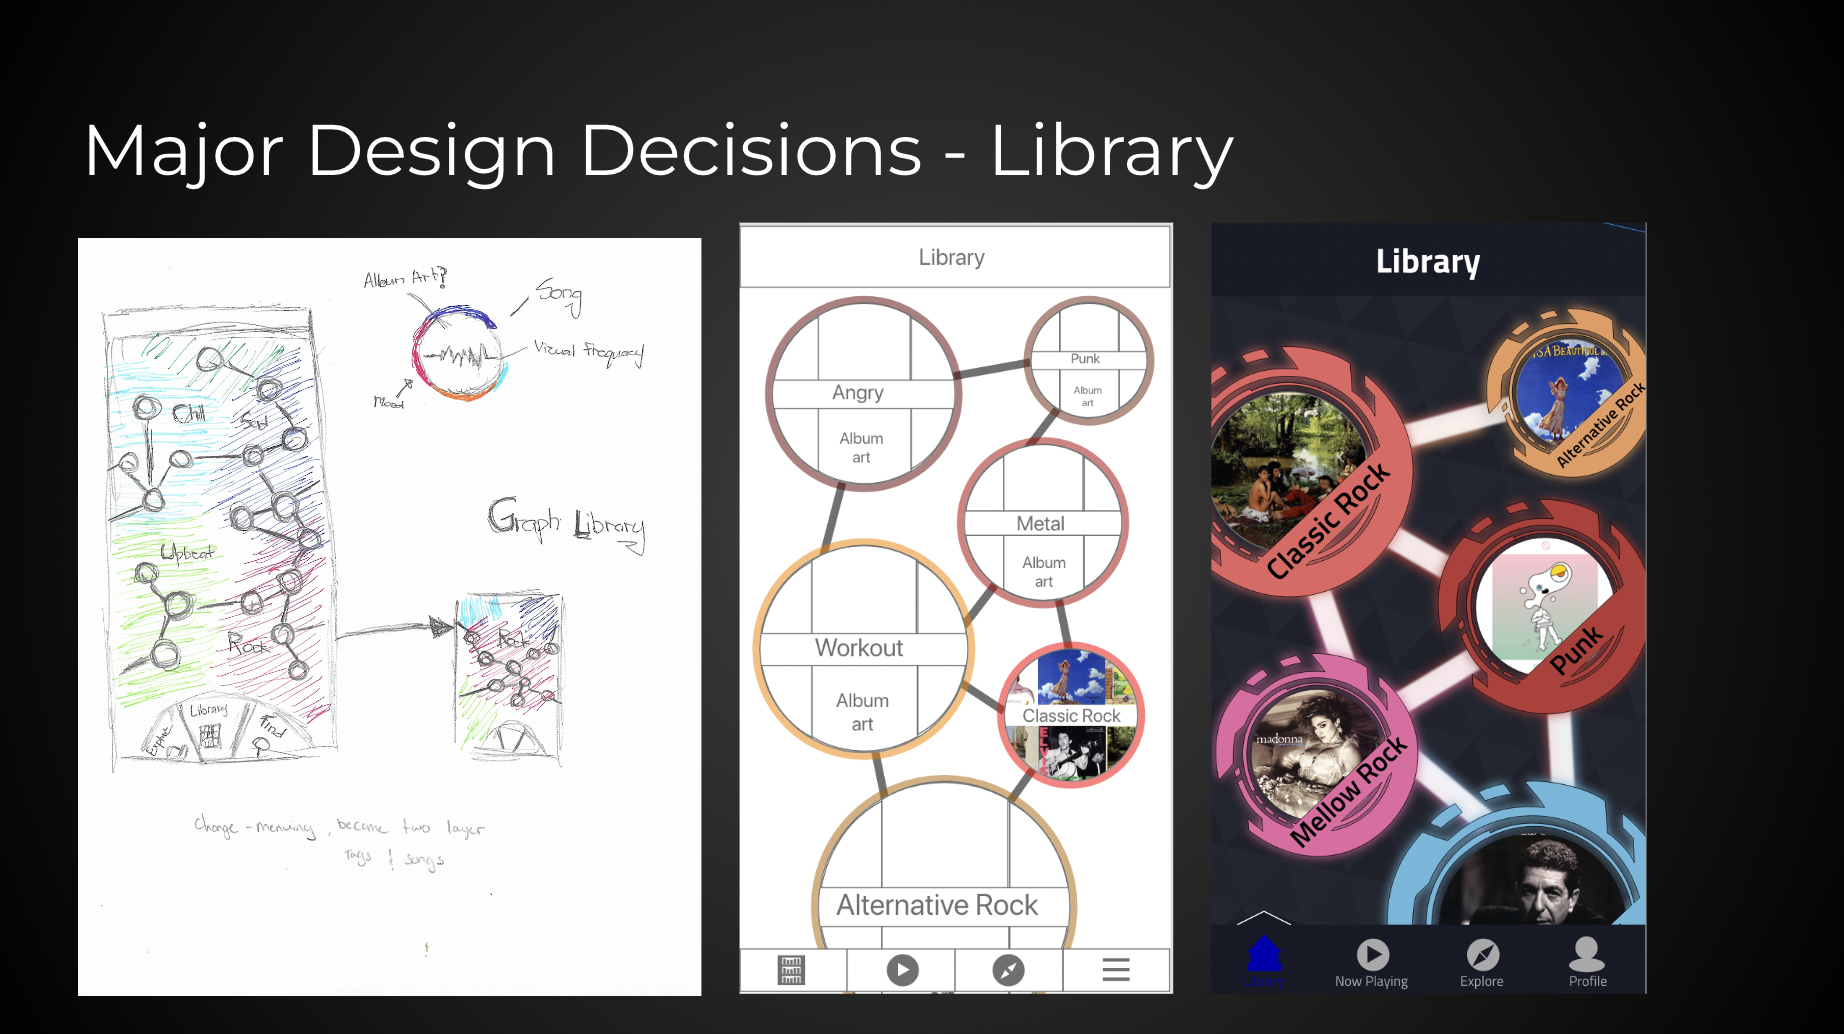 Major Design Decisions - Library
Album Art?
Song
Visual Frequency
Mood
Chill
Sad
Graph Library
Upbeat
Rock
Rock
Library
Explore
Find
become two layer
Tags & songs
Library
Angry
Album
art
Punk
Album
art
Metal
Album
art
Workout
Album
art
Classic Rock
ELVIS
Alternative Rock
Library
Alternative Rock
Classic Rock
Punk
madonna
Mellow Rock
Library
Now Playing
Explore
Profile